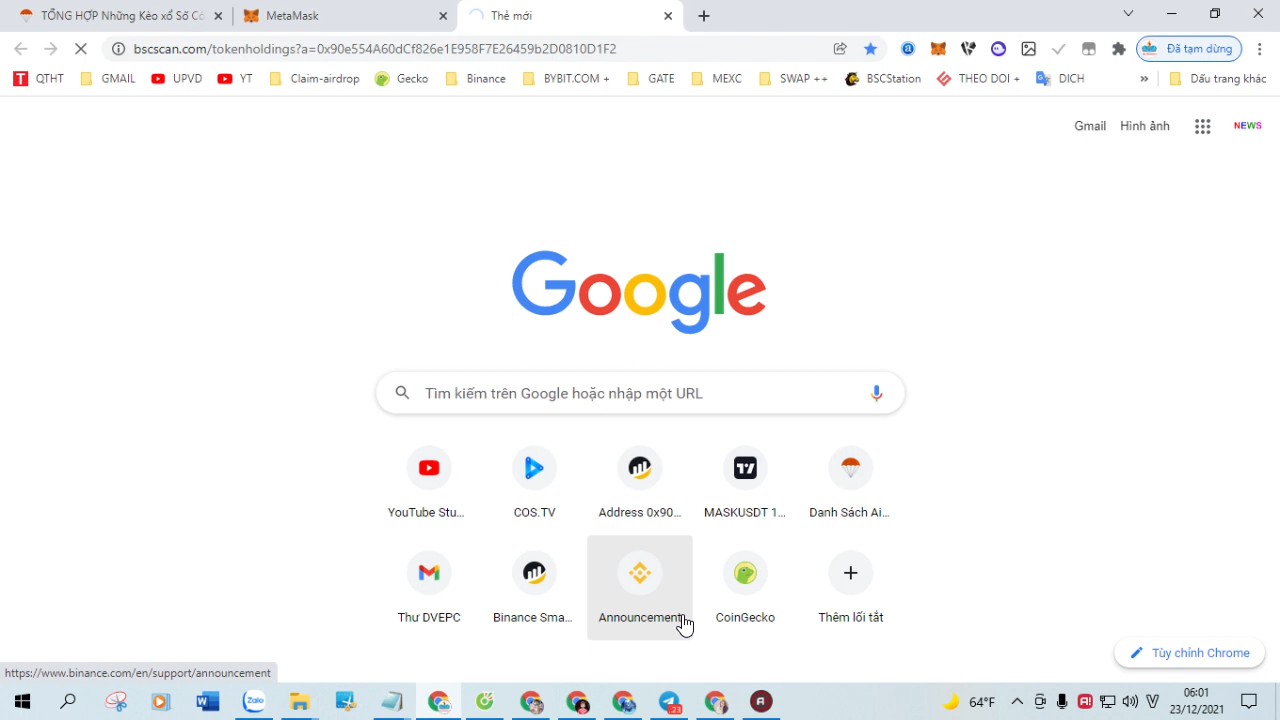 TỔNG HỢP Những Kèo xổ Số Có
MetaMask
Thẻ mới
bscscan.com/tokenholdings?a=0x90e554A60dCf826e1E958F7E26459b2D0810D1F2
Đã tạm dừng
QTHT
GMAIL
UPVD
YT
Claim-airdrop
Gecko
Binance
BYBIT.COM +
GATE
MEXC
SWAP ++
BSCStation
THEO DOI +
DICH
»
Dấu trang khác
Gmail
Hình ảnh
NEWS
Google
Tìm kiếm trên Google hoặc nhập một URL
YouTube Stu...
COS.TV
Address 0x90...
MASKUSDT 1...
Danh Sách Ai...
Thư DVEPC
Binance Sma...
Announcement
CoinGecko
Thêm lối tắt
Tùy chỉnh Chrome
https://www.binance.com/en/support/announcement
Zalo
23
64°F
06:01
23/12/2021